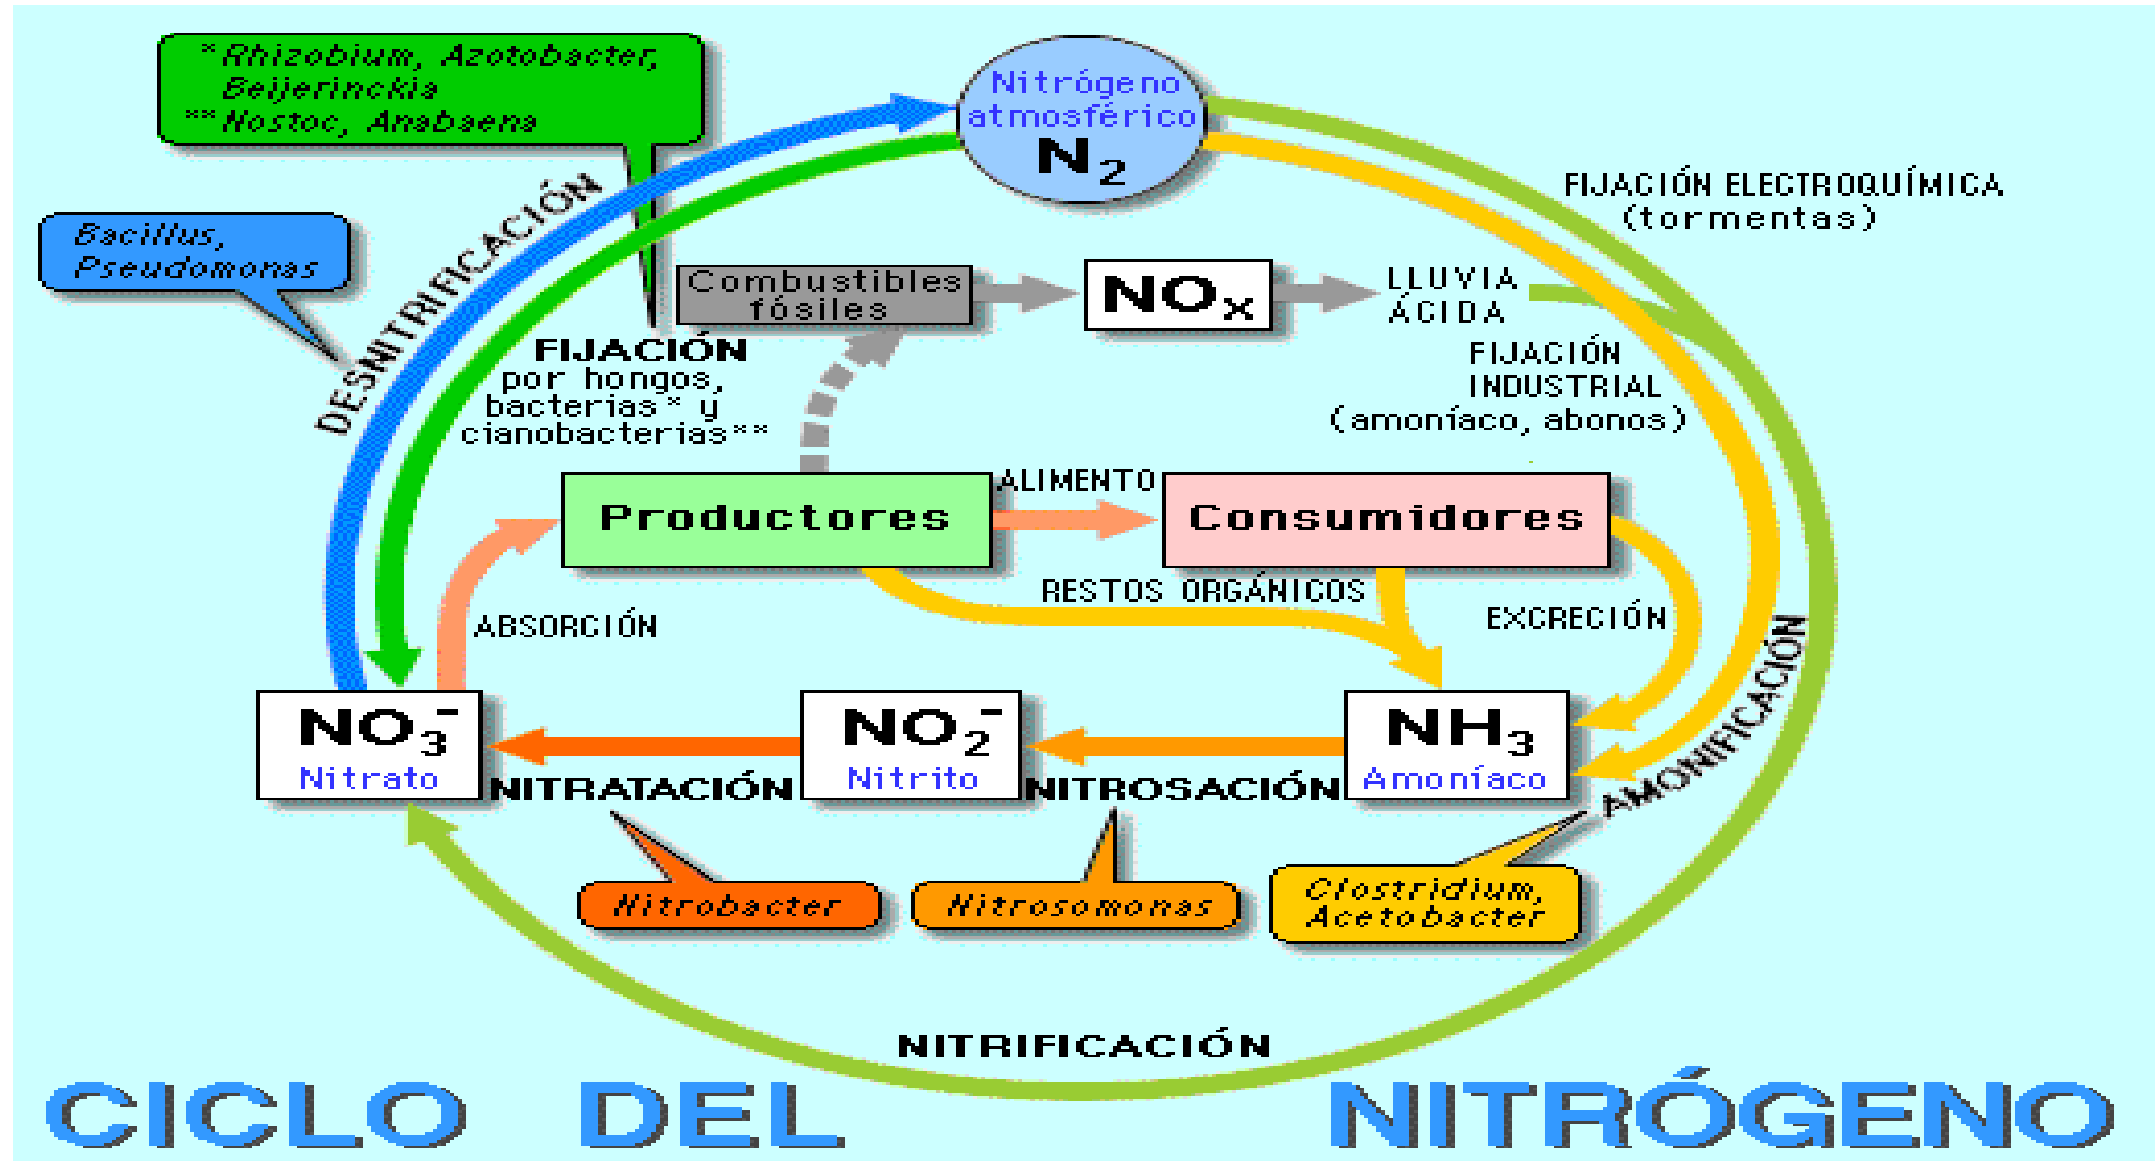 * Rhizobium, Azotobacter,
Beijerinckia
** Nostoc, Anabaena
Nitrógeno
atmosférico
N₂
Bacillus,
Pseudomonas
DESNITRIFICACIÓN
FIJACIÓN ELECTROQUÍMICA
(tormentas)
Combustibles
fósiles
NOₓ
LLUVIA
ÁCIDA
FIJACIÓN
por hongos,
bacterias* y
cianobacterias**
FIJACIÓN
INDUSTRIAL
(amoníaco, abonos)
Productores
ALIMENTO
Consumidores
ABSORCIÓN
RESTOS ORGÁNICOS
EXCRECIÓN
AMONIFICACIÓN
NO₃⁻
Nitrato
NITRATACIÓN
NO₂⁻
Nitrito
NITROSACIÓN
NH₃
Amoníaco
Nitrobacter
Nitrosomonas
Clostridium,
Acetobacter
NITRIFICACIÓN
CICLO DEL NITRÓGENO